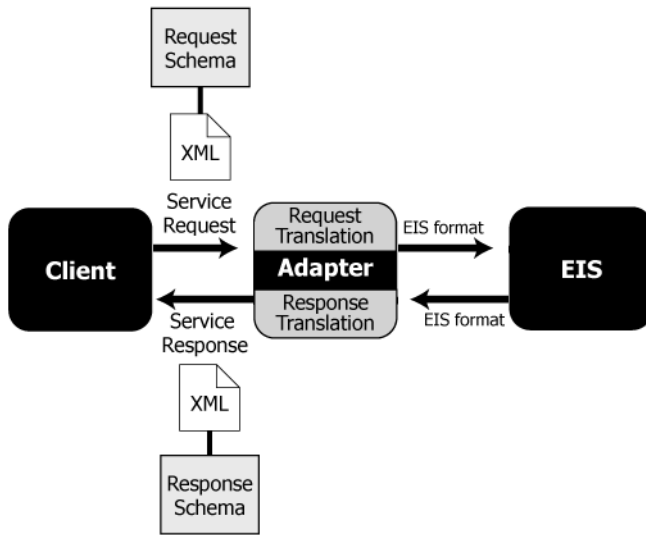 Request
Schema
XML
Service
Request
Client
Request
Translation
Adapter
Response
Translation
EIS format
EIS format
EIS
Service
Response
XML
Response
Schema